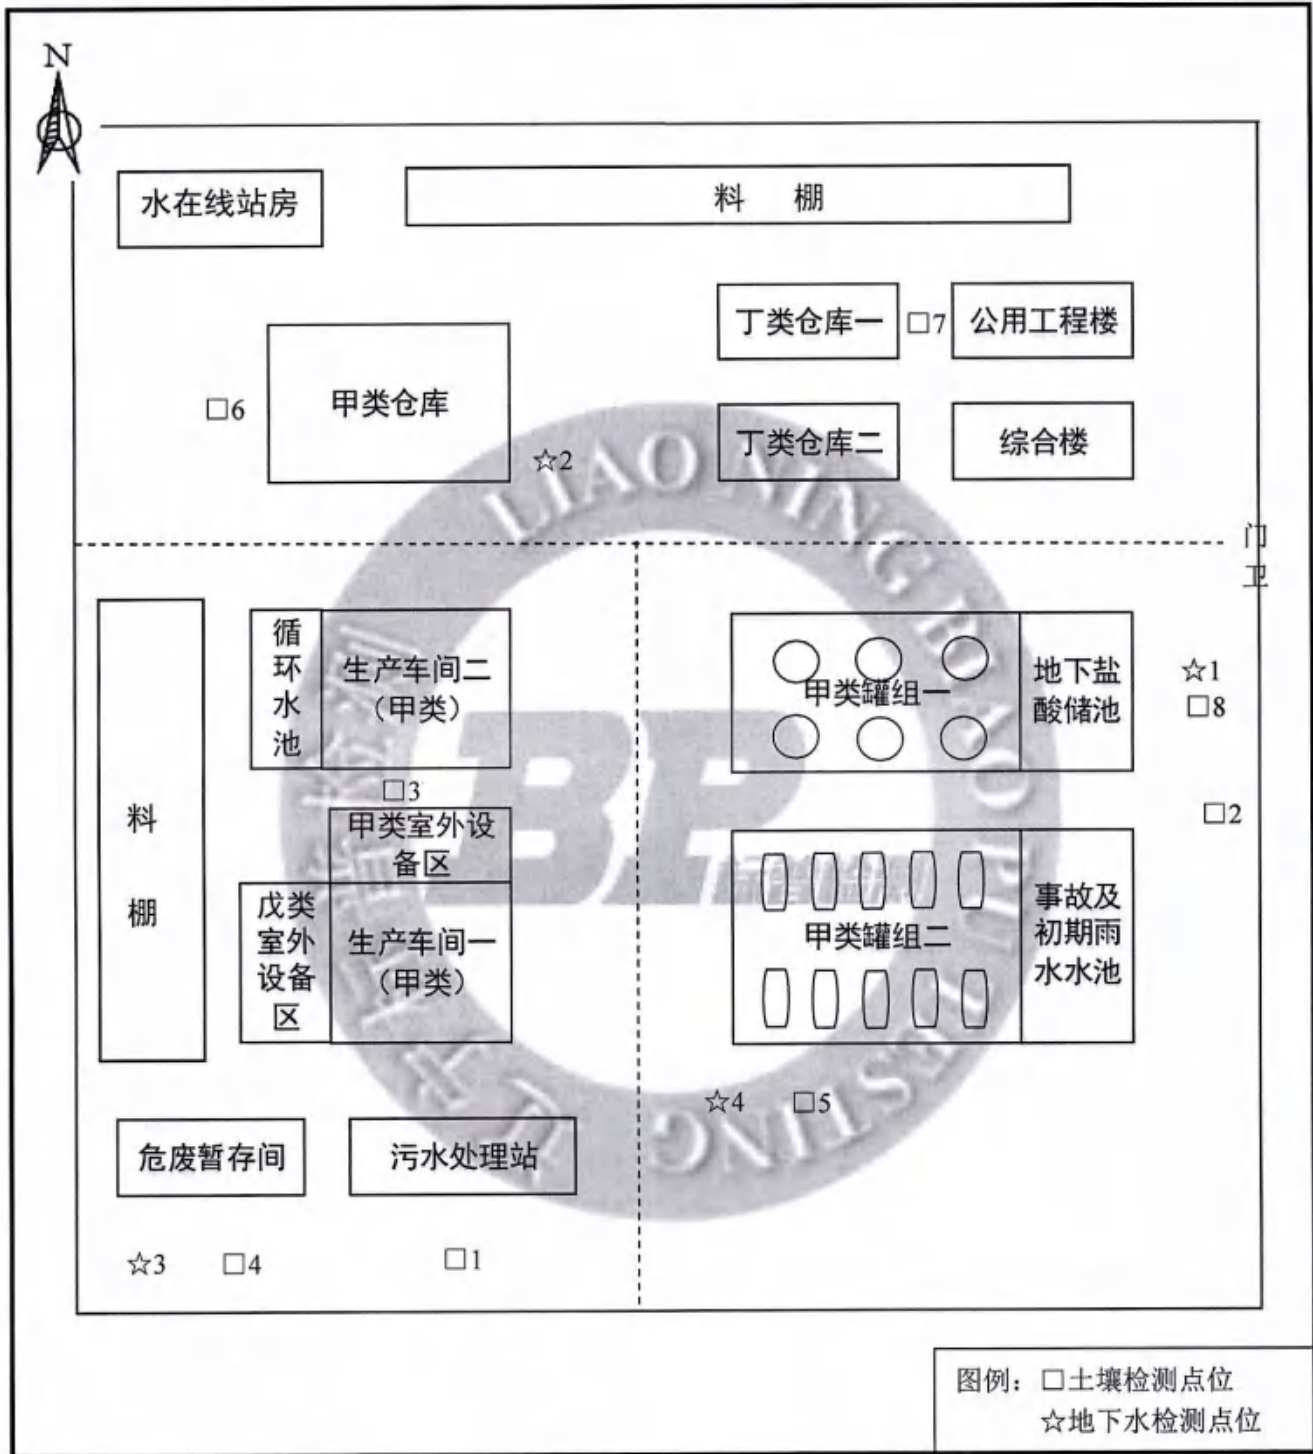 N
水在线站房
料 棚
丁类仓库一
□7
公用工程楼
甲类仓库
□6
丁类仓库二
综合楼
☆2
LIAO NING BAO PU TESTING
门
卫
循
环
水
池
生产车间二
（甲类）
甲类罐组一
地下盐
酸储池
☆1
□8
□3
□2
料
棚
甲类室外设
备区
BP
戊类
室外
设备
区
生产车间一
（甲类）
甲类罐组二
事故及
初期雨
水水池
☆4
□5
危废暂存间
污水处理站
☆3
□4
□1
图例：□土壤检测点位
☆地下水检测点位